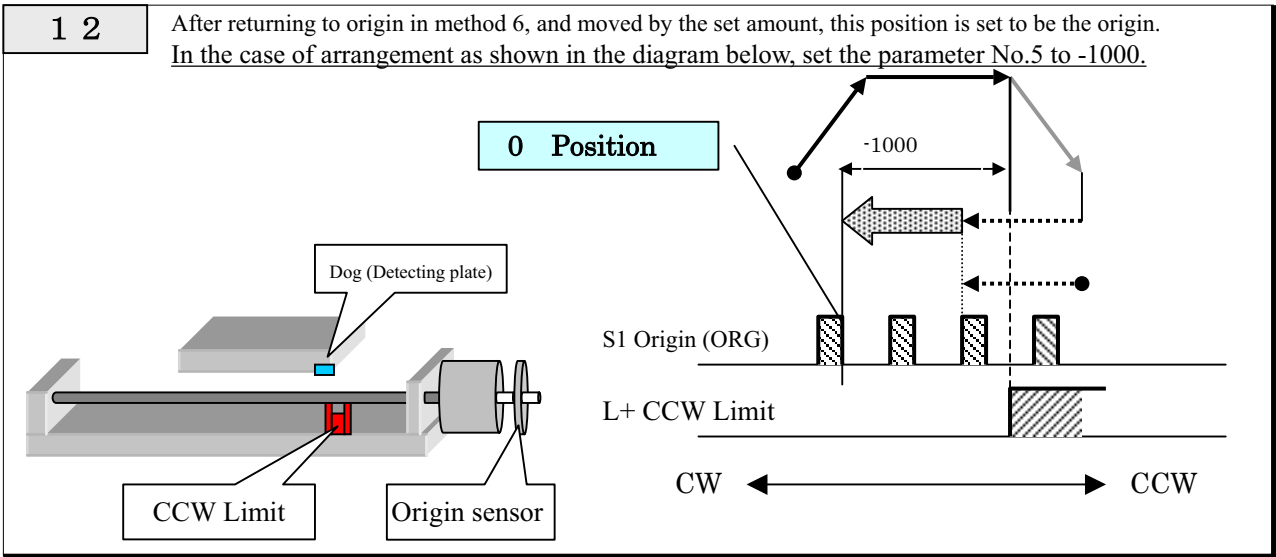 １２
After returning to origin in method 6, and moved by the set amount, this position is set to be the origin.
In the case of arrangement as shown in the diagram below, set the parameter No.5 to -1000.
0 Position
-1000
Dog (Detecting plate)
S1 Origin (ORG)
L+ CCW Limit
CCW Limit
Origin sensor
CW
CCW